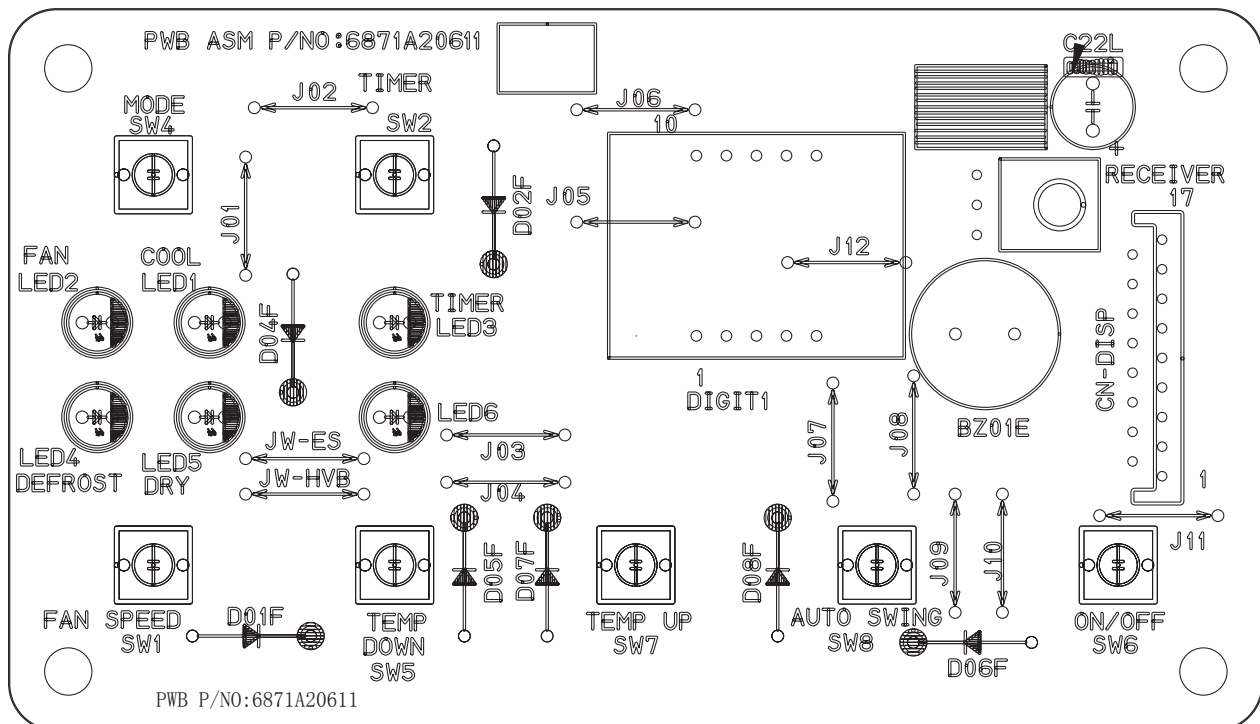 PWB ASM P/NO:6871A20611
C22L
TIMER
J02
J06
MODE
SW4
SW2
10
+
RECEIVER
17
J01
D02F
J05
J12
FAN
LED2
COOL
LED1
TIMER
LED3
D04F
CN-DISP
1
DIGIT1
BZ01E
LED6
J07
J08
LED4
DEFROST
LED5
DRY
JW-ES
JW-HVB
J03
J04
1
J11
D05F
D07F
D08F
J09
J10
FAN SPEED
SW1
D01F
TEMP
DOWN
SW5
TEMP UP
SW7
AUTO SWING
SW8
D06F
ON/OFF
SW6
PWB P/NO:6871A20611